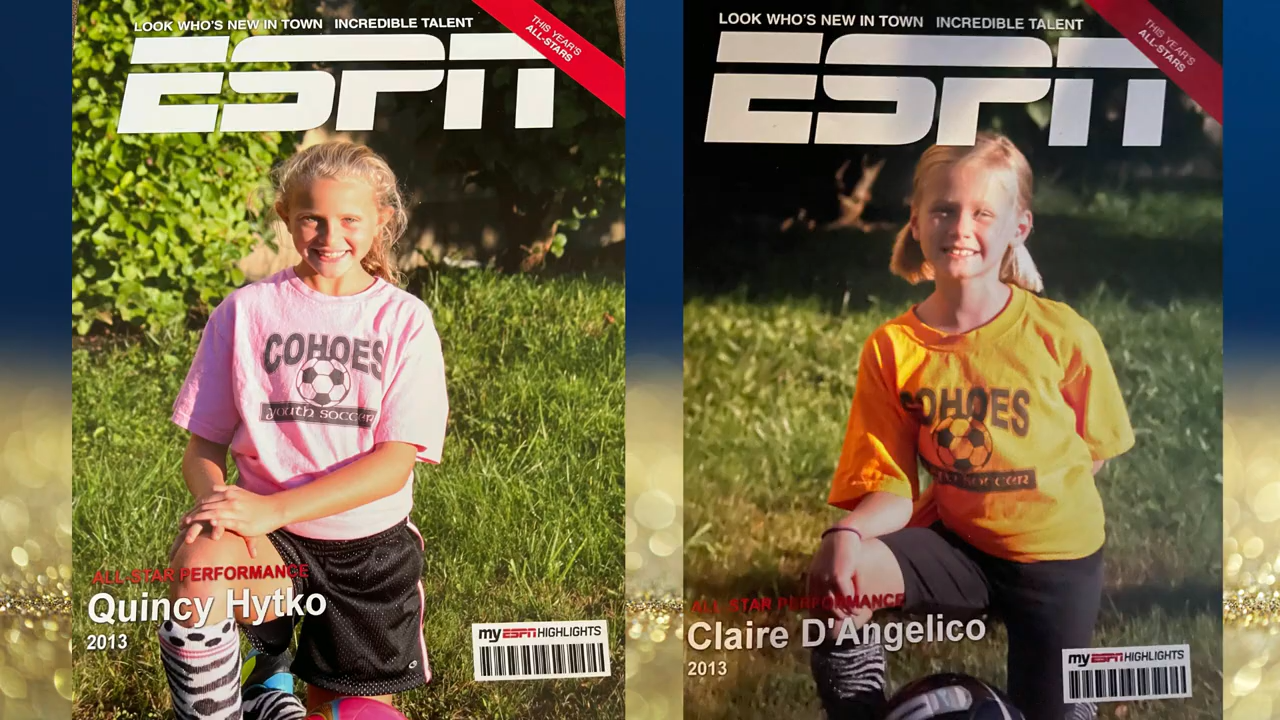 LOOK WHO'S NEW IN TOWN INCREDIBLE TALENT
ESPN
THIS YEAR'S
ALL-STARS
COHOES
youth soccer
ALL-STAR PERFORMANCE
Quincy Hytko
2013
my ESPN HIGHLIGHTS
LOOK WHO'S NEW IN TOWN INCREDIBLE TALENT
ESPN
THIS YEAR'S
ALL-STARS
COHOES
youth soccer
ALL-STAR PERFORMANCE
Claire D'Angelico
2013
my ESPN HIGHLIGHTS